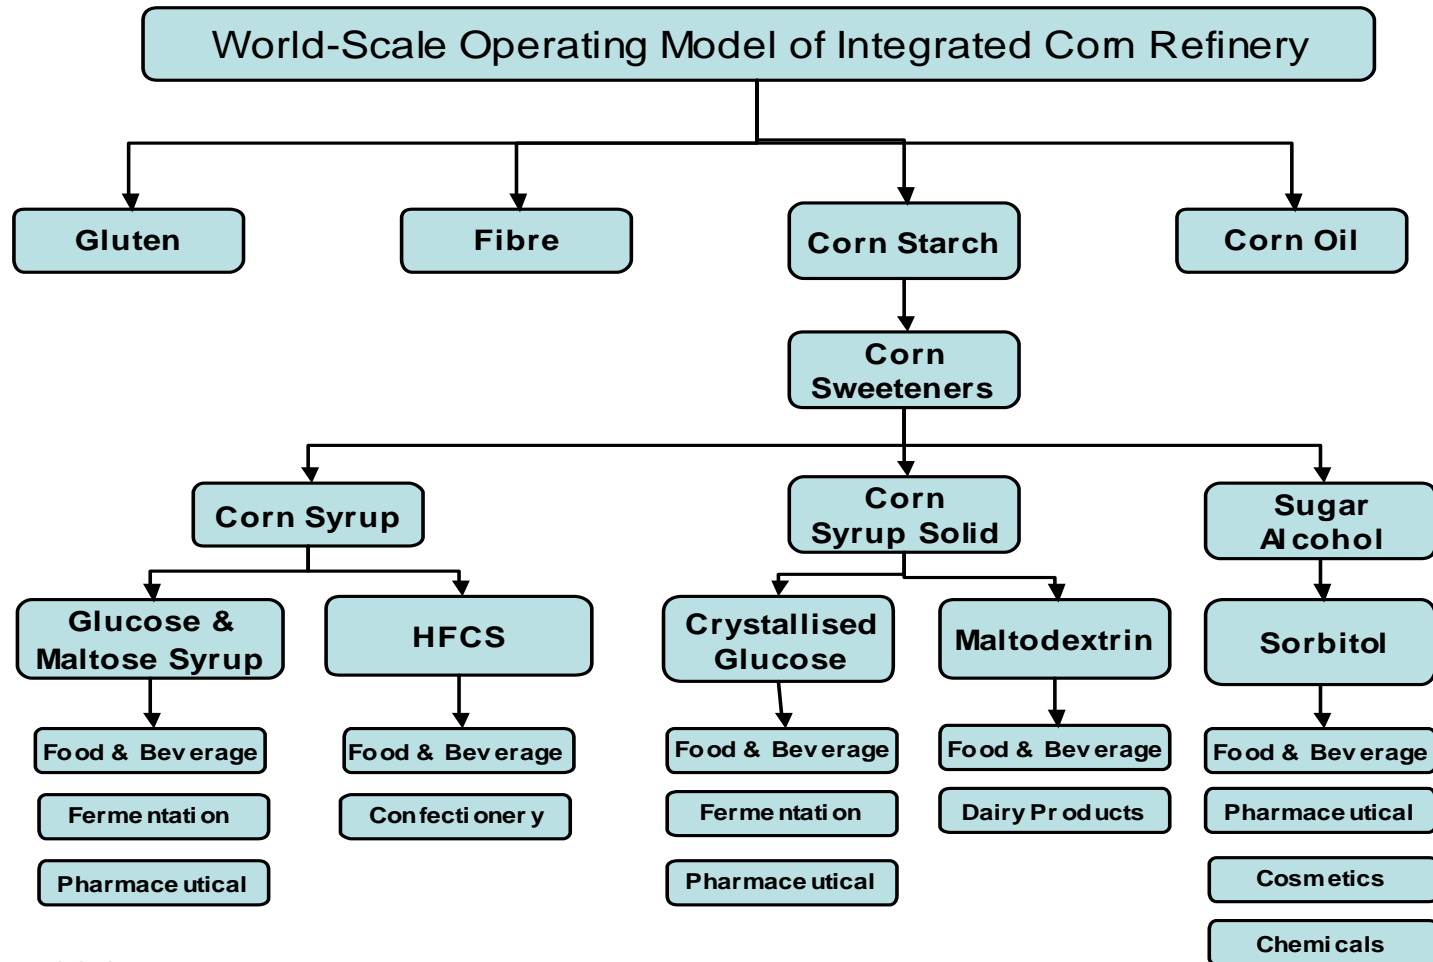 World-Scale Operating Model of Integrated Corn Refinery
Gluten
Fibre
Corn Starch
Corn Oil
Corn
Sweeteners
Corn Syrup
Corn
Syrup Solid
Sugar
Alcohol
Glucose &
Maltose Syrup
HFCS
Crystallised
Glucose
Maltodextrin
Sorbitol
Food & Beverage
Food & Beverage
Food & Beverage
Food & Beverage
Food & Beverage
Fermentation
Confectionery
Fermentation
Dairy Products
Pharmaceutical
Pharmaceutical
Pharmaceutical
Cosmetics
Chemicals